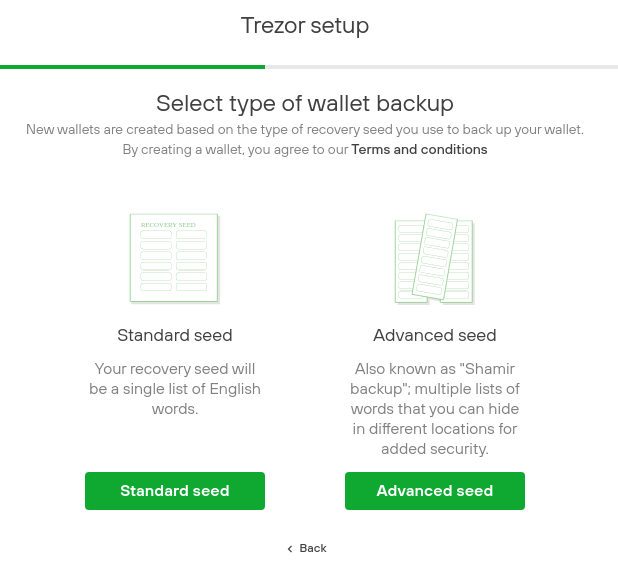 Trezor setup
Select type of wallet backup
New wallets are created based on the type of recovery seed you use to back up your wallet.
By creating a wallet, you agree to our Terms and conditions
RECOVERY SEED
Standard seed
Your recovery seed will
be a single list of English
words.
Standard seed
Advanced seed
Also known as "Shamir
backup"; multiple lists of
words that you can hide
in different locations for
added security.
Advanced seed
‹ Back